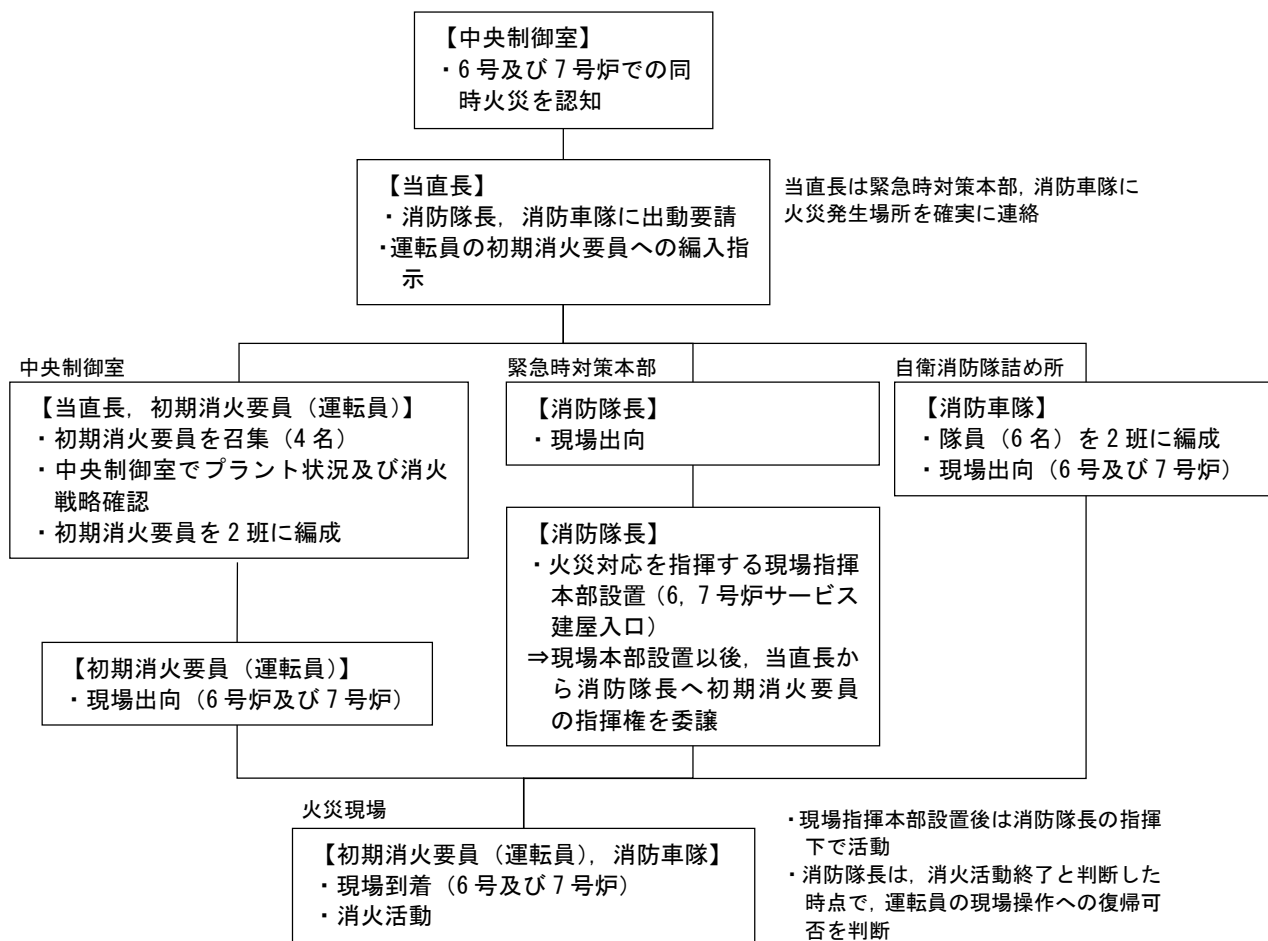 【中央制御室】
・6号及び7号炉での同
時火災を認知
【当直長】
・消防隊長，消防車隊に出動要請
・運転員の初期消火要員への編入指
示
当直長は緊急時対策本部，消防車隊に
火災発生場所を確実に連絡
中央制御室
【当直長，初期消火要員（運転員）】
・初期消火要員を召集（4名）
・中央制御室でプラント状況及び消火
戦略確認
・初期消火要員を2班に編成
【初期消火要員（運転員）】
・現場出向（6号炉及び7号炉）
緊急時対策本部
【消防隊長】
・現場出向
【消防隊長】
・火災対応を指揮する現場指揮
本部設置（6，7号炉サービス
建屋入口）
⇒現場本部設置以後，当直長か
ら消防隊長へ初期消火要員
の指揮権を委譲
自衛消防隊詰め所
【消防車隊】
・隊員（6名）を2班に編成
・現場出向（6号及び7号炉）
火災現場
【初期消火要員（運転員），消防車隊】
・現場到着（6号及び7号炉）
・消火活動
・現場指揮本部設置後は消防隊長の指揮
下で活動
・消防隊長は，消火活動終了と判断した
時点で，運転員の現場操作への復帰可
否を判断